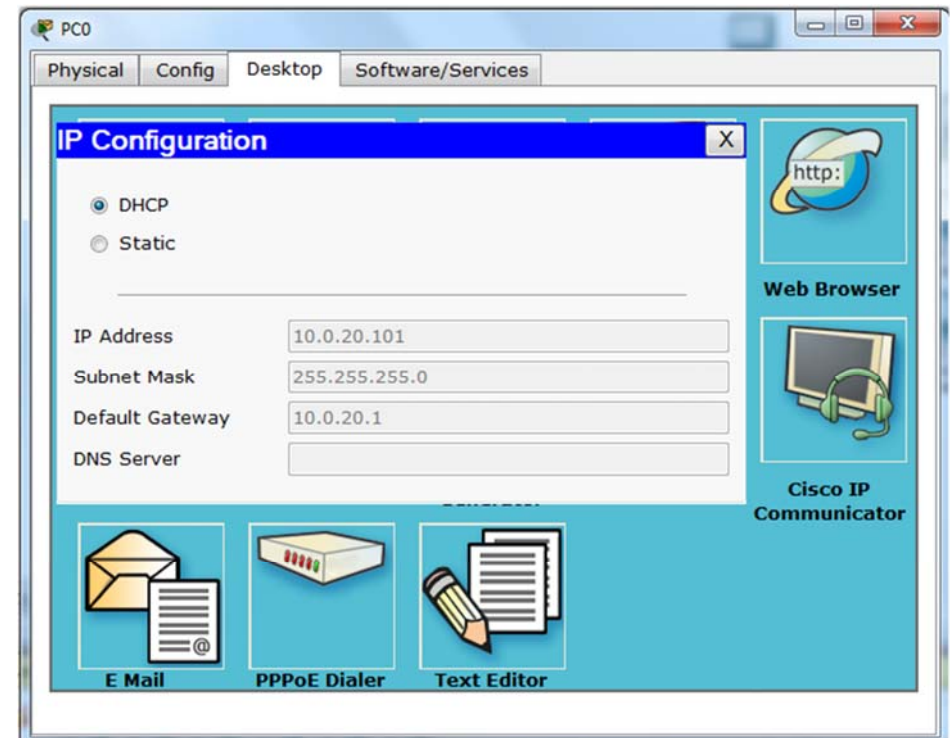 PC0
Physical Config Desktop Software/Services
IP Configuration X
http:
DHCP
Static
Web Browser
IP Address 10.0.20.101
Subnet Mask 255.255.255.0
Default Gateway 10.0.20.1
DNS Server
Cisco IP
Communicator
@
E Mail PPPoE Dialer Text Editor